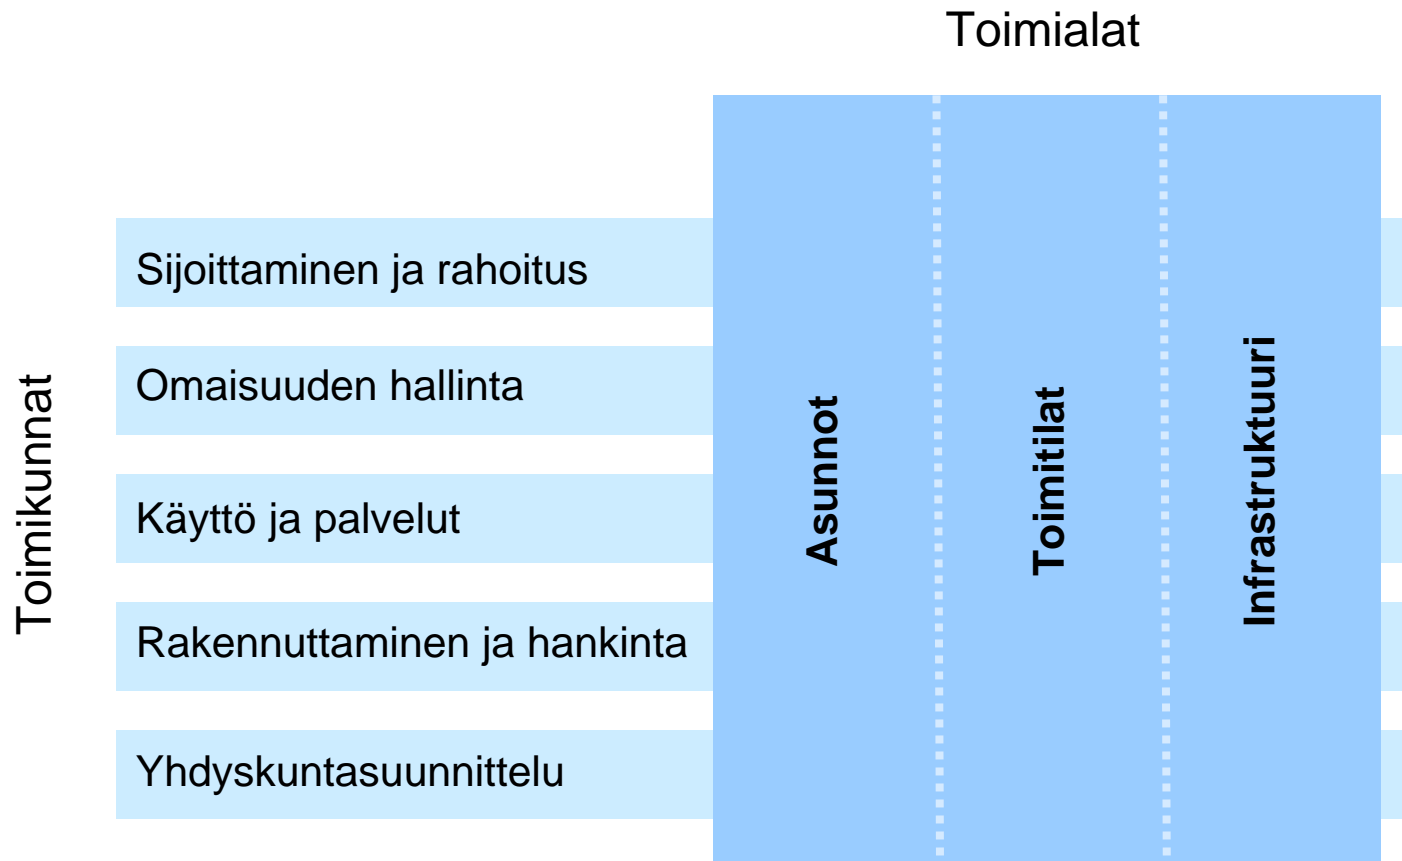 Toimialat
Toimikunnat
Sijoittaminen ja rahoitus
Omaisuuden hallinta
Käyttö ja palvelut
Rakennuttaminen ja hankinta
Yhdyskuntasuunnittelu
Asunnot
Toimitilat
Infrastruktuuri